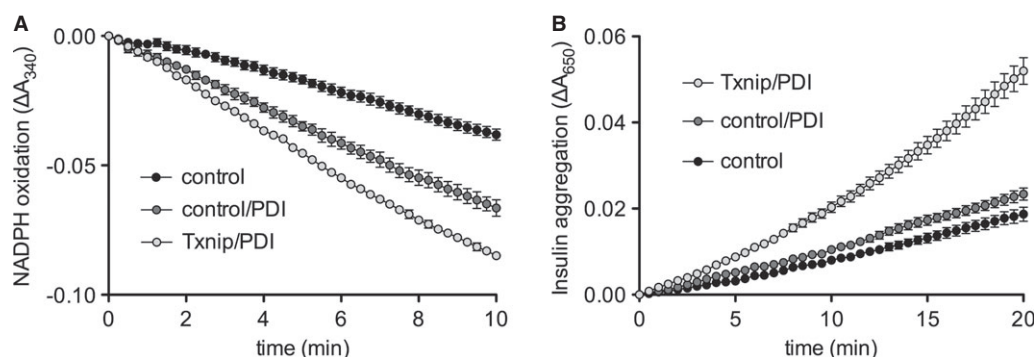 A
NADPH oxidation (ΔA340)
0.00
-0.05
-0.10
control
control/PDI
Txnip/PDI
0
2
4
6
8
10
time (min)
B
Insulin aggregation (ΔA650)
0.06
0.04
0.02
0.00
Txnip/PDI
control/PDI
control
0
5
10
15
20
time (min)